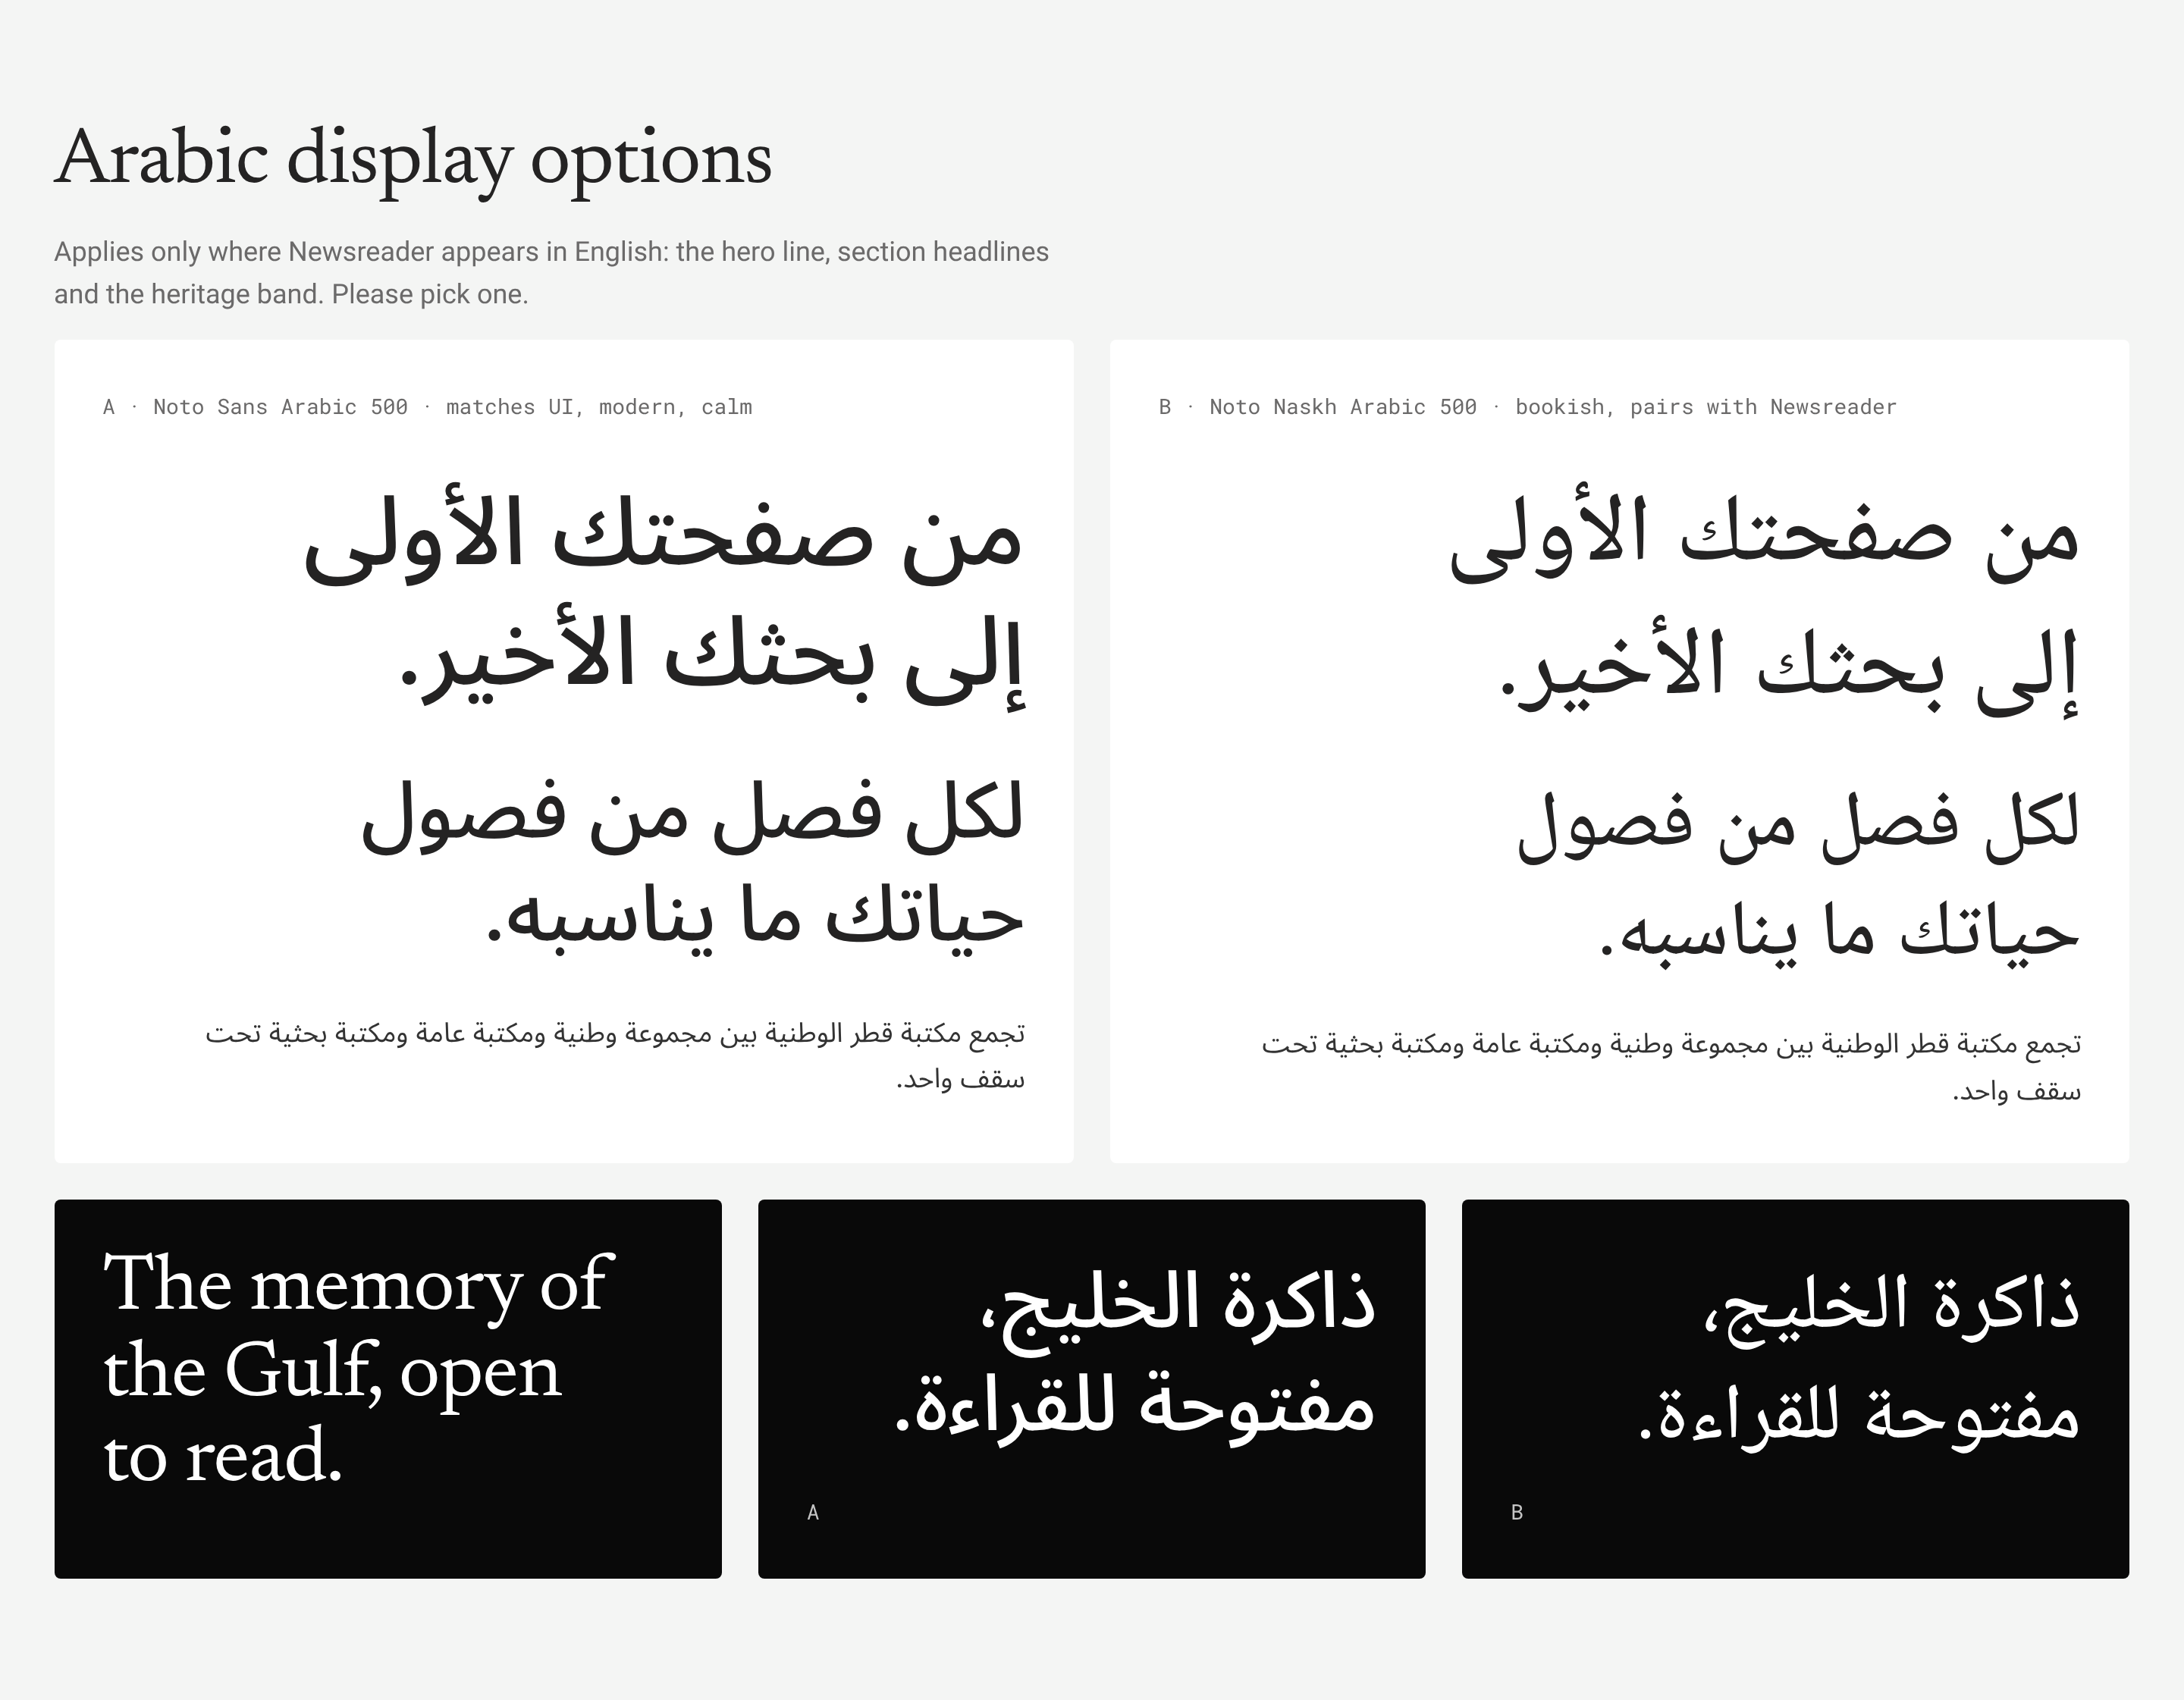 Arabic display options
Applies only where Newsreader appears in English: the hero line, section headlines
and the heritage band. Please pick one.
A · Noto Sans Arabic 500 · matches UI, modern, calm
من صفحتك الأولى
إلى بحثك الأخير.
لكل فصل من فصول
حياتك ما يناسبه.
تجمع مكتبة قطر الوطنية بين مجموعة وطنية ومكتبة عامة ومكتبة بحثية تحت
سقف واحد.
B · Noto Naskh Arabic 500 · bookish, pairs with Newsreader
من صفحتك الأولى
إلى بحثك الأخير.
لكل فصل من فصول
حياتك ما يناسبه.
تجمع مكتبة قطر الوطنية بين مجموعة وطنية ومكتبة عامة ومكتبة بحثية تحت
سقف واحد.
The memory of
the Gulf, open
to read.
ذاكرة الخليج،
مفتوحة للقراءة.
A
ذاكرة الخليج،
مفتوحة للقراءة.
B